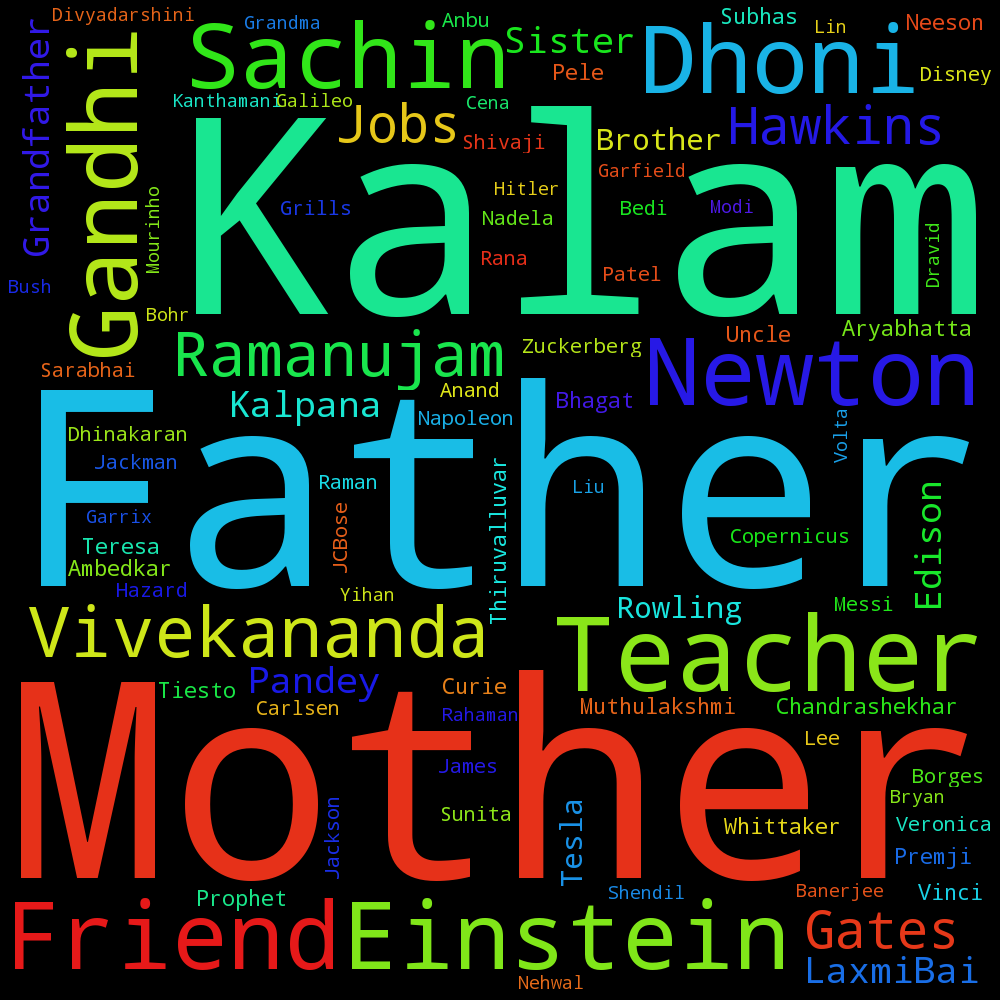 Divyadarshini
Grandma
Anbu
Subhas
Lin
Neeson
Sachin
Sister
Dhoni
Pele
Disney
Grandfather
Gandhi
Kanthamani
Galileo
Cena
Jobs
Shivaji
Brother
Hawkins
Kalam
Garfield
Hitler
Grills
Nadela
Bedi
Modi
Mourinho
Rana
Patel
Dravid
Bush
Bohr
Ramanujam
Zuckerberg
Uncle
Aryabhatta
Newton
Sarabhai
Father
Kalpana
Anand
Napoleon
Bhagat
Volta
Dhinakaran
Jackman
Raman
Liu
Thiruvalluvar
Garrix
JCBose
Teresa
Copernicus
Edison
Ambedkar
Hazard
Yihan
Rowling
Messi
Vivekananda
Teacher
Tiesto
Pandey
Curie
Carlsen
Rahaman
Muthulakshmi
Chandrashekhar
Mother
Lee
James
Borges
Bryan
Jackson
Sunita
Tesla
Whittaker
Veronica
Premji
Prophet
Shendil
Banerjee
Vinci
Friend
Einstein
Gates
LaxmiBai
Nehwal